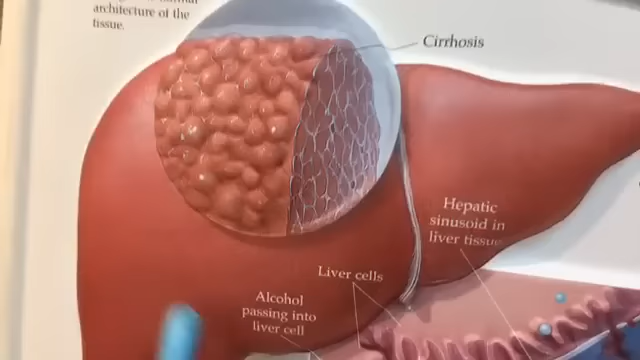 architecture of the
tissue.
Cirrhosis
Hepatic
sinusoid in
liver tissue
Liver cells
Alcohol
passing into
liver cell